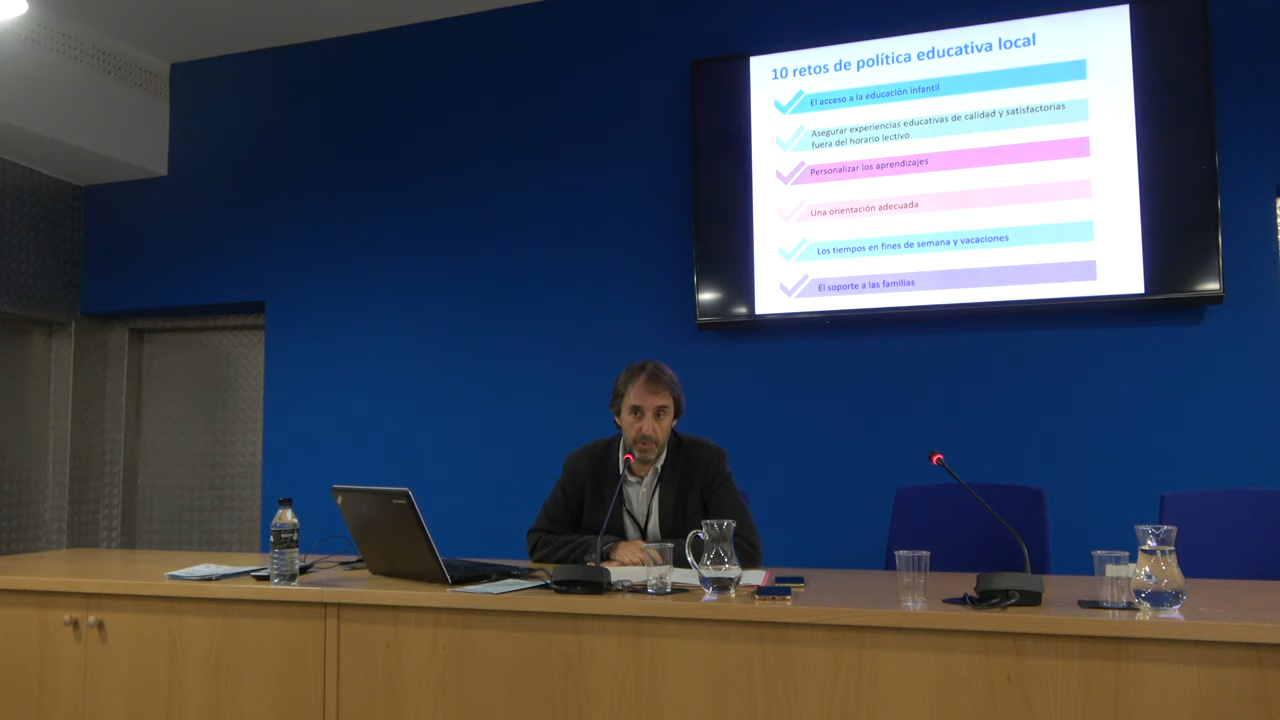 10 retos de política educativa local
El acceso a la educación infantil
Asegurar experiencias educativas de calidad y satisfactorias
fuera del horario lectivo
Personalizar los aprendizajes
Una orientación adecuada
Los tiempos en fines de semana y vacaciones
El soporte a las familias